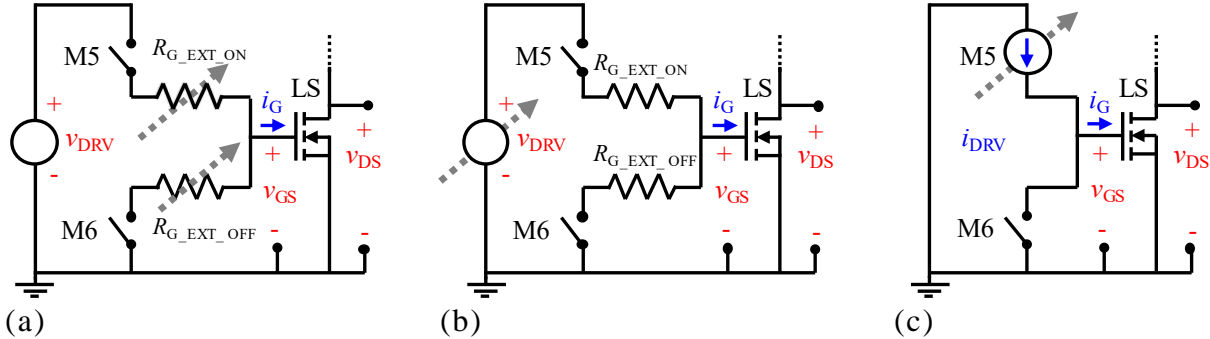 M5
R_G_EXT_ON
LS
i_G
+
v_DRV
-
+
v_GS
-
+
v_DS
-
M6
R_G_EXT_OFF
(a)
M5
R_G_EXT_ON
LS
i_G
+
v_DRV
-
+
v_GS
-
+
v_DS
-
M6
R_G_EXT_OFF
(b)
M5
LS
i_G
i_DRV
+
v_GS
-
+
v_DS
-
M6
(c)